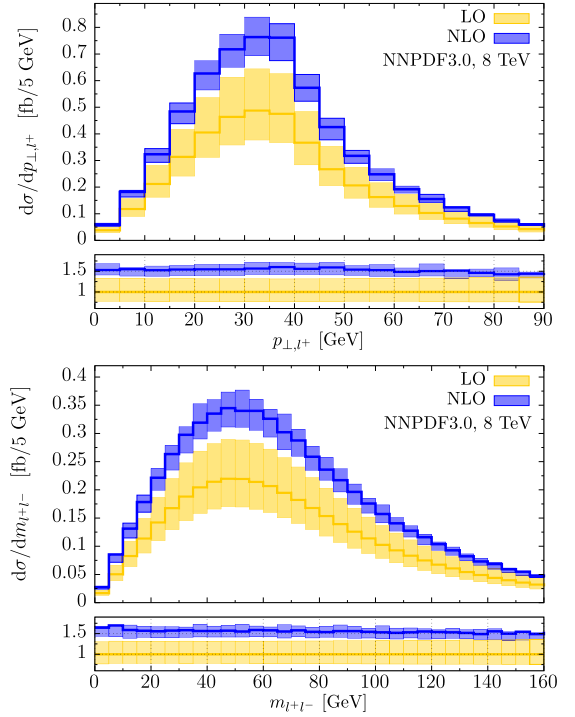 LO
NLO
NNPDF3.0, 8 TeV
dσ/dp⊥,l+ [fb/5 GeV]
0.8
0.7
0.6
0.5
0.4
0.3
0.2
0.1
0
1.5
1
0 10 20 30 40 50 60 70 80 90
p⊥,l+ [GeV]
LO
NLO
NNPDF3.0, 8 TeV
dσ/dml+l− [fb/5 GeV]
0.4
0.35
0.3
0.25
0.2
0.15
0.1
0.05
0
1.5
1
0 20 40 60 80 100 120 140 160
ml+l− [GeV]